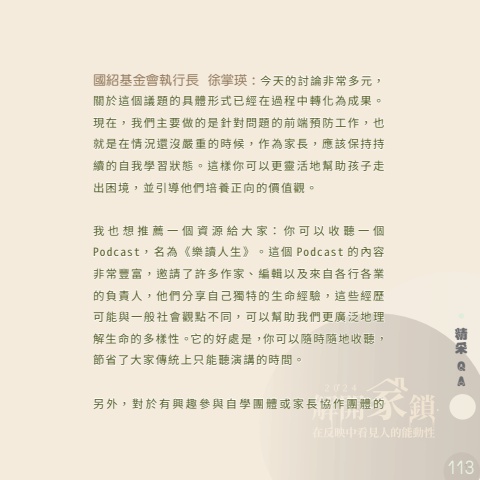 國紹基金會執行長 徐掌瑛：今天的討論非常多元，
關於這個議題的具體形式已經在過程中轉化為成果。
現在，我們主要做的是針對問題的前端預防工作，也
就是在情況還沒嚴重的時候，作為家長，應該保持持
續的自我學習狀態。這樣你可以更靈活地幫助孩子走
出困境，並引導他們培養正向的價值觀。
我也想推薦一個資源給大家：你可以收聽一個
Podcast，名為《樂讀人生》。這個 Podcast 的內容
非常豐富，邀請了許多作家、編輯以及來自各行各業
的負責人，他們分享自己獨特的生命經驗，這些經歷
可能與一般社會觀點不同，可以幫助我們更廣泛地理
解生命的多樣性。它的好處是，你可以隨時隨地收聽，
節省了大家傳統上只能聽演講的時間。
另外，對於有興趣參與自學團體或家長協作團體的
精采QA
2024
解開家鎖
在反映中看見人的能動性
113